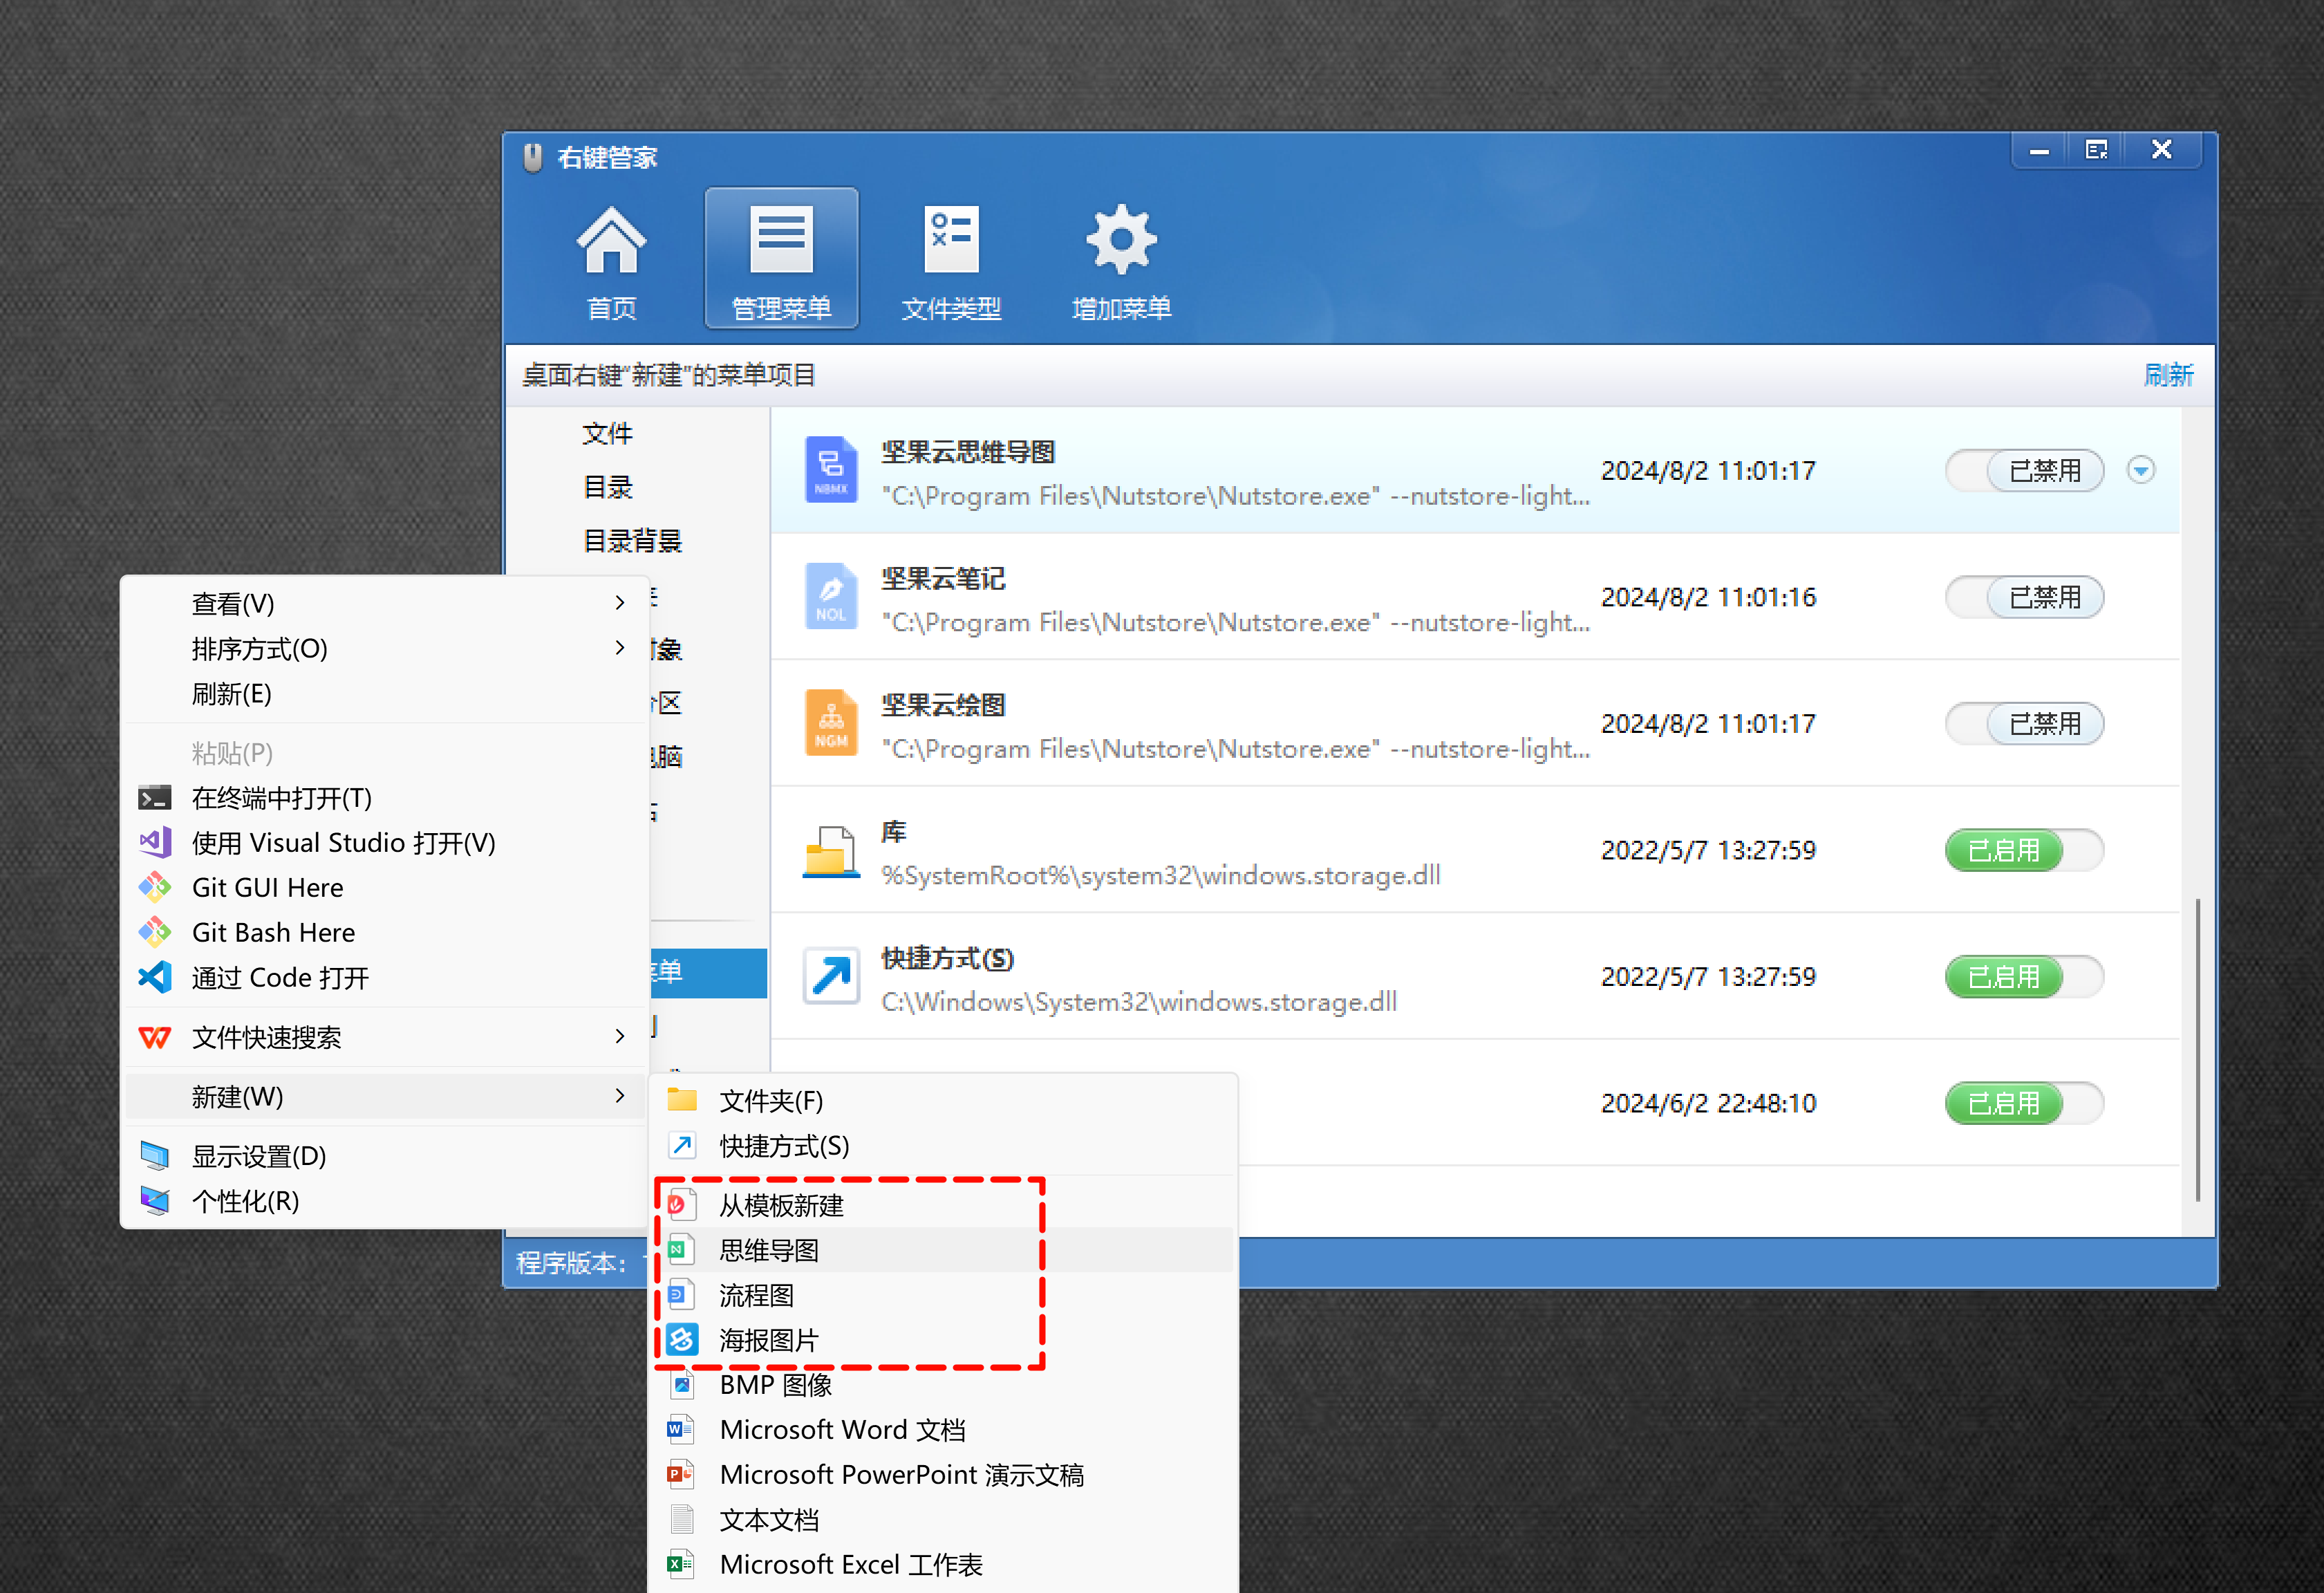 右键管家
首页
管理菜单
文件类型
增加菜单
桌面右键“新建”的菜单项目
刷新
文件
目录
目录背景
坚果云思维导图
"C:\Program Files\Nutstore\Nutstore.exe" --nutstore-light...
2024/8/2 11:01:17
已禁用
NBMX
坚果云笔记
"C:\Program Files\Nutstore\Nutstore.exe" --nutstore-light...
2024/8/2 11:01:16
已禁用
NOL
坚果云绘图
"C:\Program Files\Nutstore\Nutstore.exe" --nutstore-light...
2024/8/2 11:01:17
已禁用
NGM
库
%SystemRoot%\system32\windows.storage.dll
2022/5/7 13:27:59
已启用
快捷方式(S)
C:\Windows\System32\windows.storage.dll
2022/5/7 13:27:59
已启用
2024/6/2 22:48:10
已启用
象
区
脑
单
程序版本：
查看(V)
排序方式(O)
刷新(E)
粘贴(P)
在终端中打开(T)
使用 Visual Studio 打开(V)
Git GUI Here
Git Bash Here
通过 Code 打开
文件快速搜索
新建(W)
显示设置(D)
个性化(R)
文件夹(F)
快捷方式(S)
从模板新建
思维导图
流程图
海报图片
BMP 图像
Microsoft Word 文档
Microsoft PowerPoint 演示文稿
文本文档
Microsoft Excel 工作表